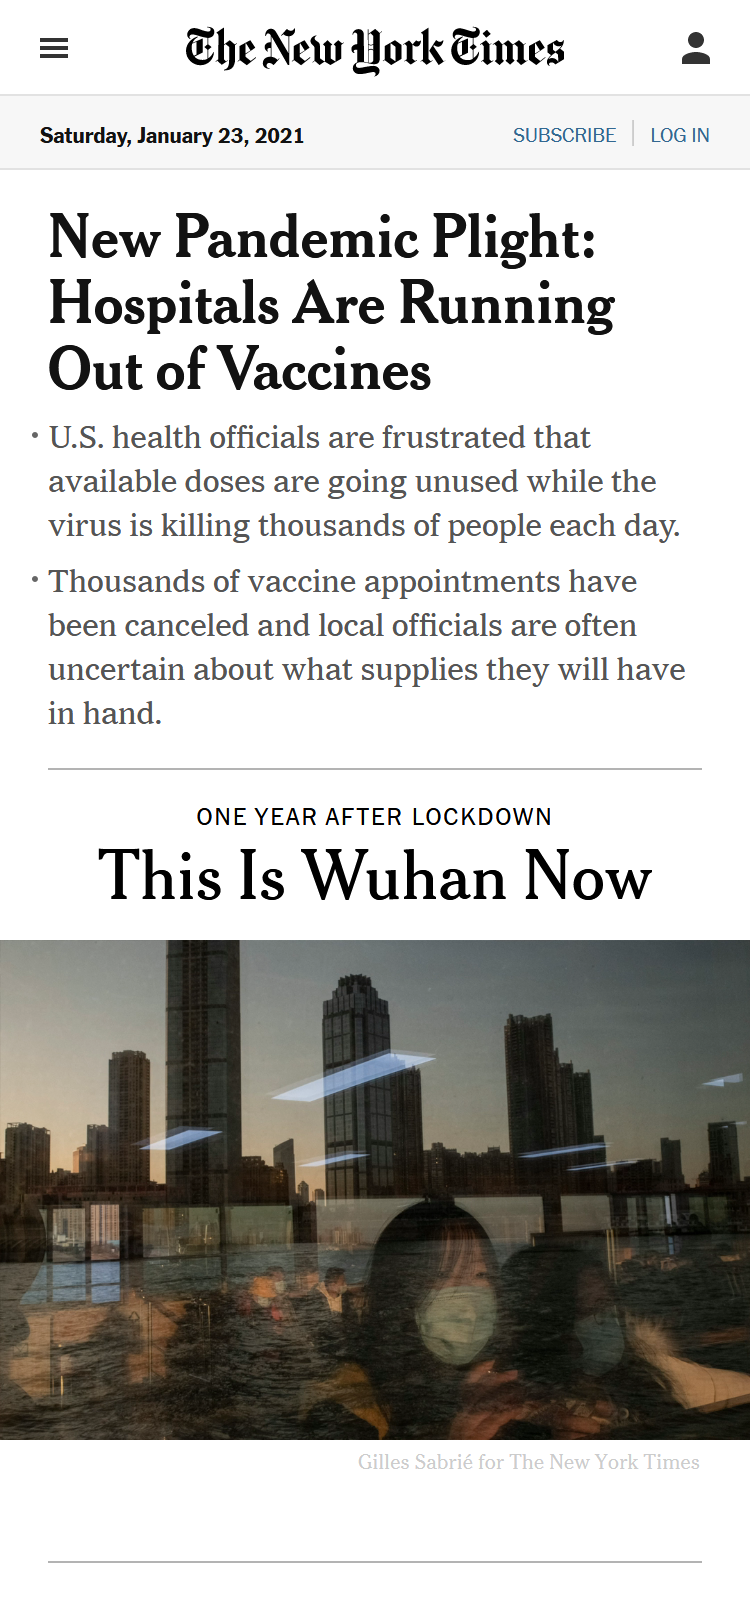 The New York Times
Saturday, January 23, 2021
SUBSCRIBE
LOG IN
New Pandemic Plight:
Hospitals Are Running
Out of Vaccines
• U.S. health officials are frustrated that
available doses are going unused while the
virus is killing thousands of people each day.
• Thousands of vaccine appointments have
been canceled and local officials are often
uncertain about what supplies they will have
in hand.
ONE YEAR AFTER LOCKDOWN
This Is Wuhan Now
Gilles Sabrié for The New York Times